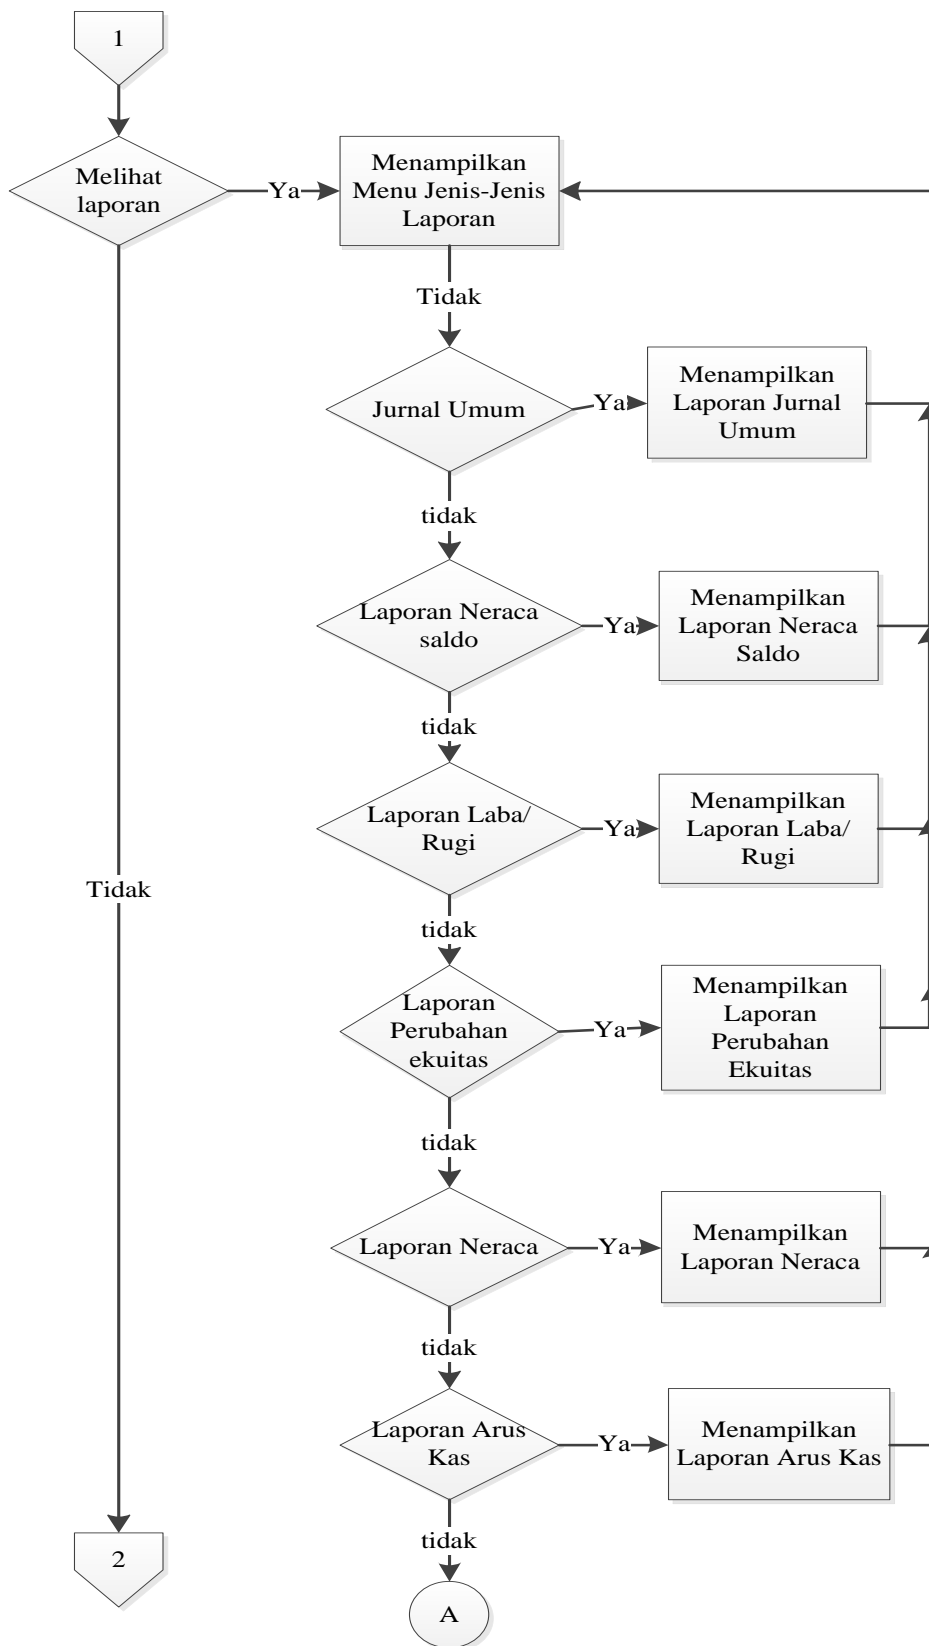 1
Melihat
laporan
Ya
Menampilkan
Menu Jenis-Jenis
Laporan
Tidak
Jurnal Umum
Ya
Menampilkan
Laporan Jurnal
Umum
tidak
Laporan Neraca
saldo
Ya
Menampilkan
Laporan Neraca
Saldo
tidak
Laporan Laba/
Rugi
Ya
Menampilkan
Laporan Laba/
Rugi
Tidak
tidak
Laporan
Perubahan
ekuitas
Ya
Menampilkan
Laporan
Perubahan
Ekuitas
tidak
Laporan Neraca
Ya
Menampilkan
Laporan Neraca
tidak
Laporan Arus
Kas
Ya
Menampilkan
Laporan Arus Kas
tidak
2
A